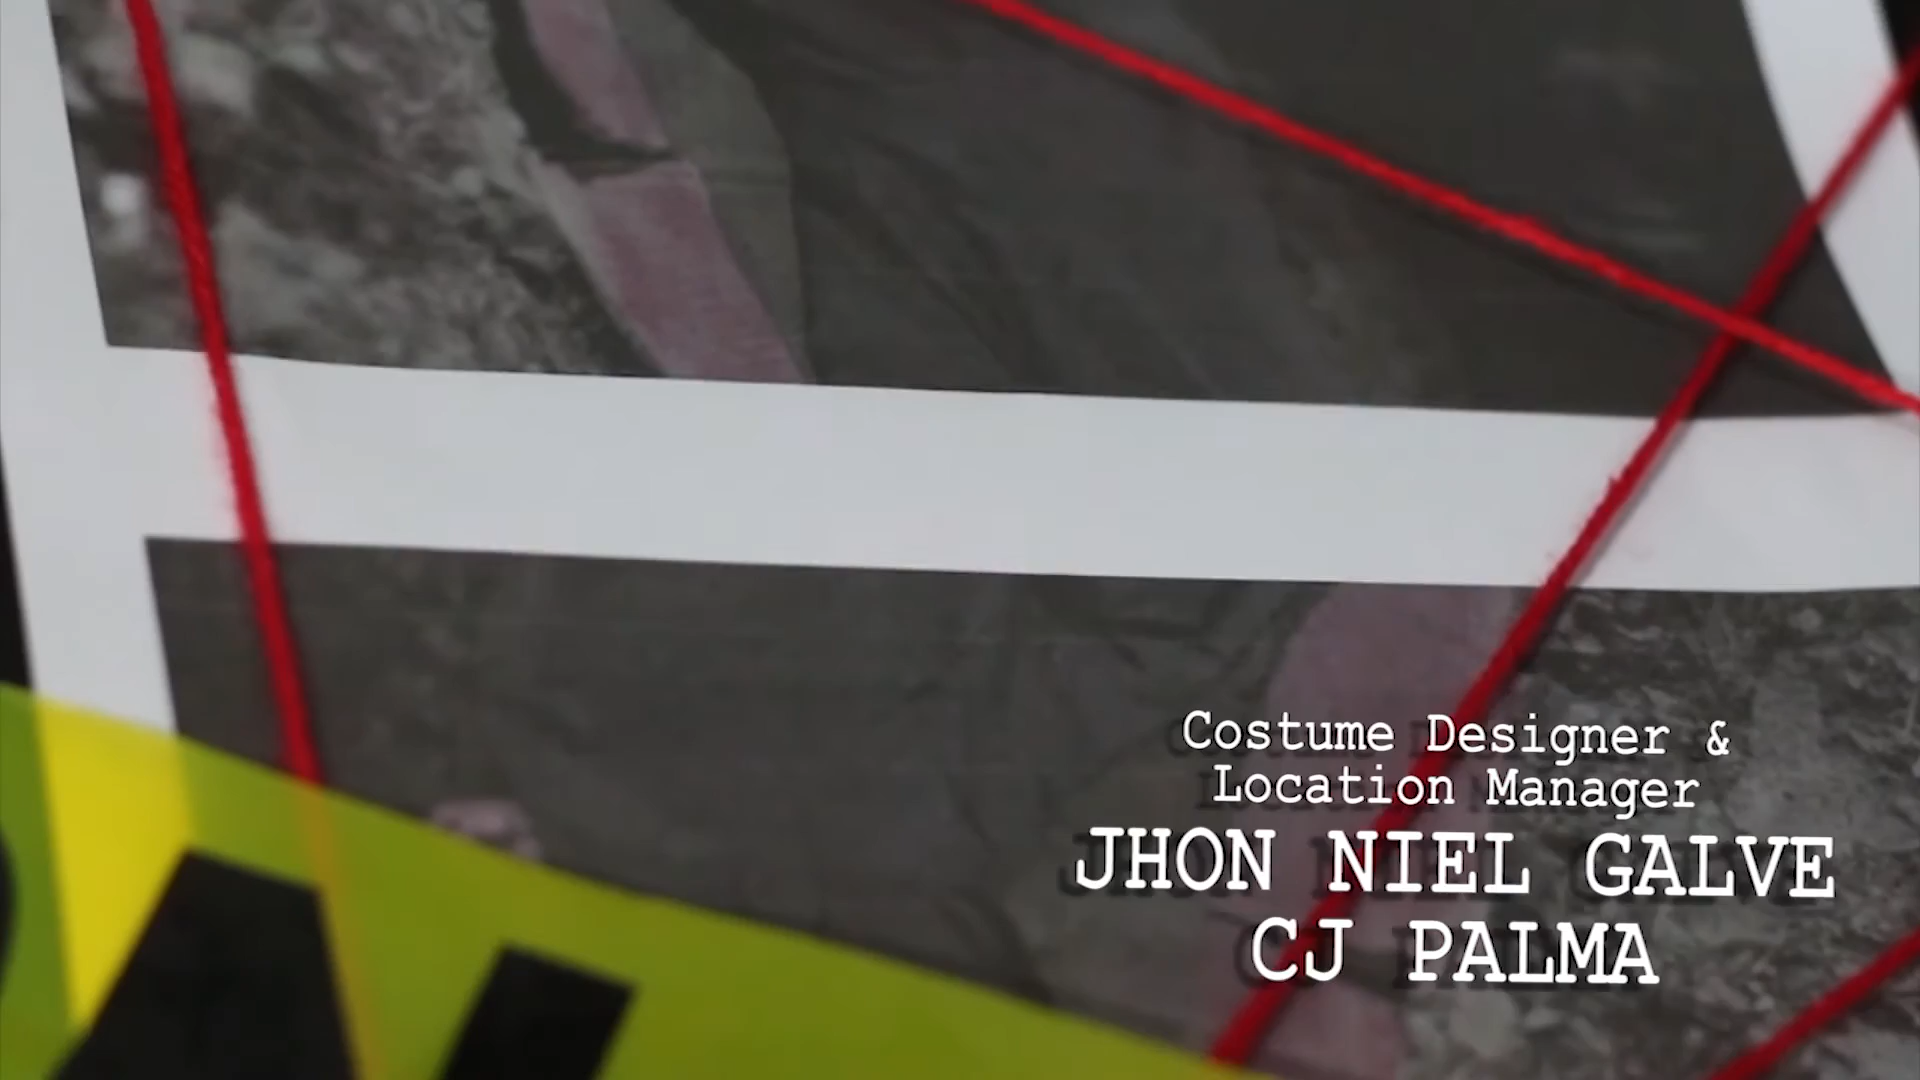 Costume Designer &
Location Manager
JHON NIEL GALVE
CJ PALMA